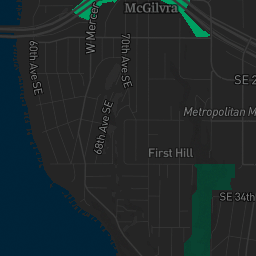 McGilvra
W Mercer
60th Ave SE
70th Ave SE
68th Ave SE
SE 2
Metropolitan M
First Hill
SE 34th